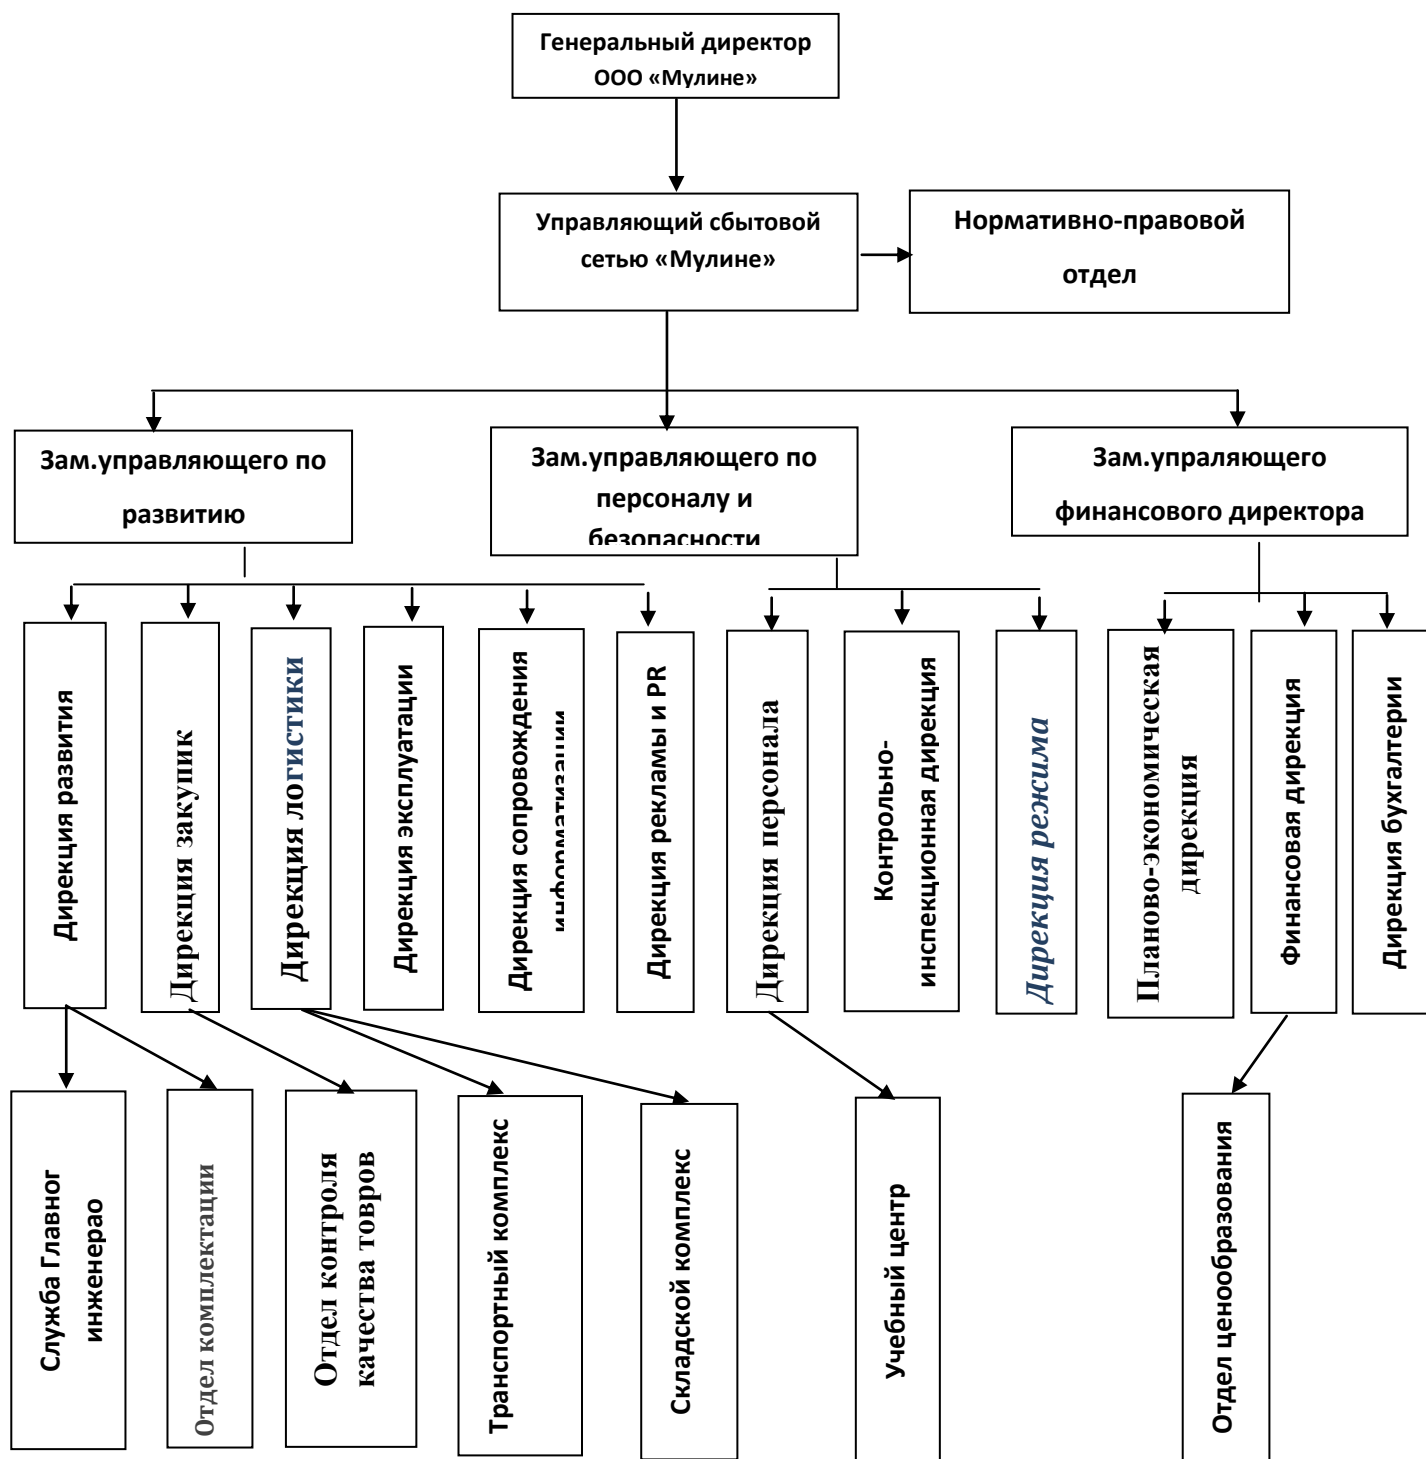 Генеральный директор
ООО «Мулине»
Управляющий сбытовой
сетью «Мулине»
Нормативно-правовой
отдел
Зам.управляющего по
развитию
Зам.управляющего по
персоналу и
безопасности
Зам.упраляющего
финансового директора
Дирекция развития
Дирекция закупик
Дирекция логистики
Дирекция эксплуатации
Дирекция сопровождения
информатизации
Дирекция рекламы и PR
Дирекция персонала
Контрольно-
инспекционная дирекция
Дирекция режима
Планово-экономическая
дирекция
Финансовая дирекция
Дирекция бухгалтерии
Служба Главног
инженерао
Отдел комплектации
Отдел контроля
качества товров
Транспортный комплекс
Складской комплекс
Учебный центр
Отдел ценообразования